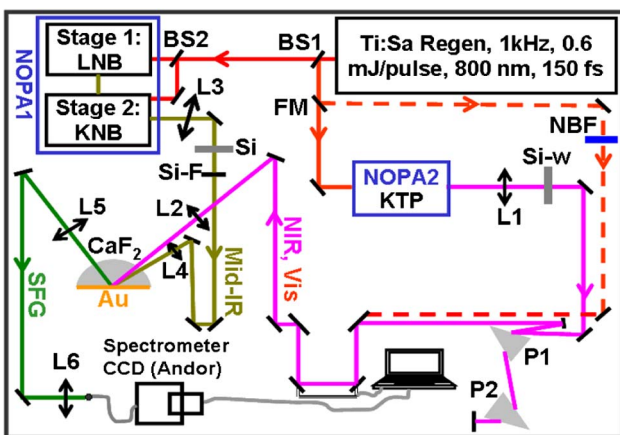 Stage 1:
LNB
Stage 2:
KNB
NOPA1
BS2
BS1
Ti:Sa Regen, 1kHz, 0.6
mJ/pulse, 800 nm, 150 fs
L3
FM
NBF
Si
Si-F
Si-w
NOPA2
KTP
L1
L5
L2
CaF2
L4
Au
Mid-IR
NIR, Vis
SFG
Spectrometer
CCD (Andor)
L6
P1
P2